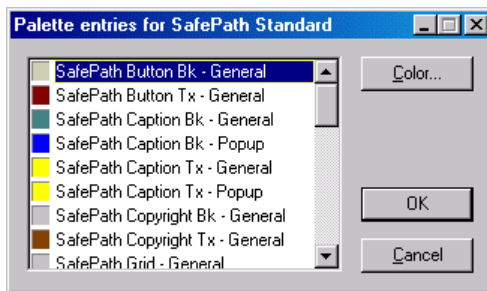 Palette entries for SafePath Standard
SafePath Button Bk - General
Color...
SafePath Button Tx - General
SafePath Caption Bk - General
SafePath Caption Bk - Popup
SafePath Caption Tx - General
SafePath Caption Tx - Popup
SafePath Copyright Bk - General
OK
SafePath Copyright Tx - General
SafePath Grid - General
Cancel